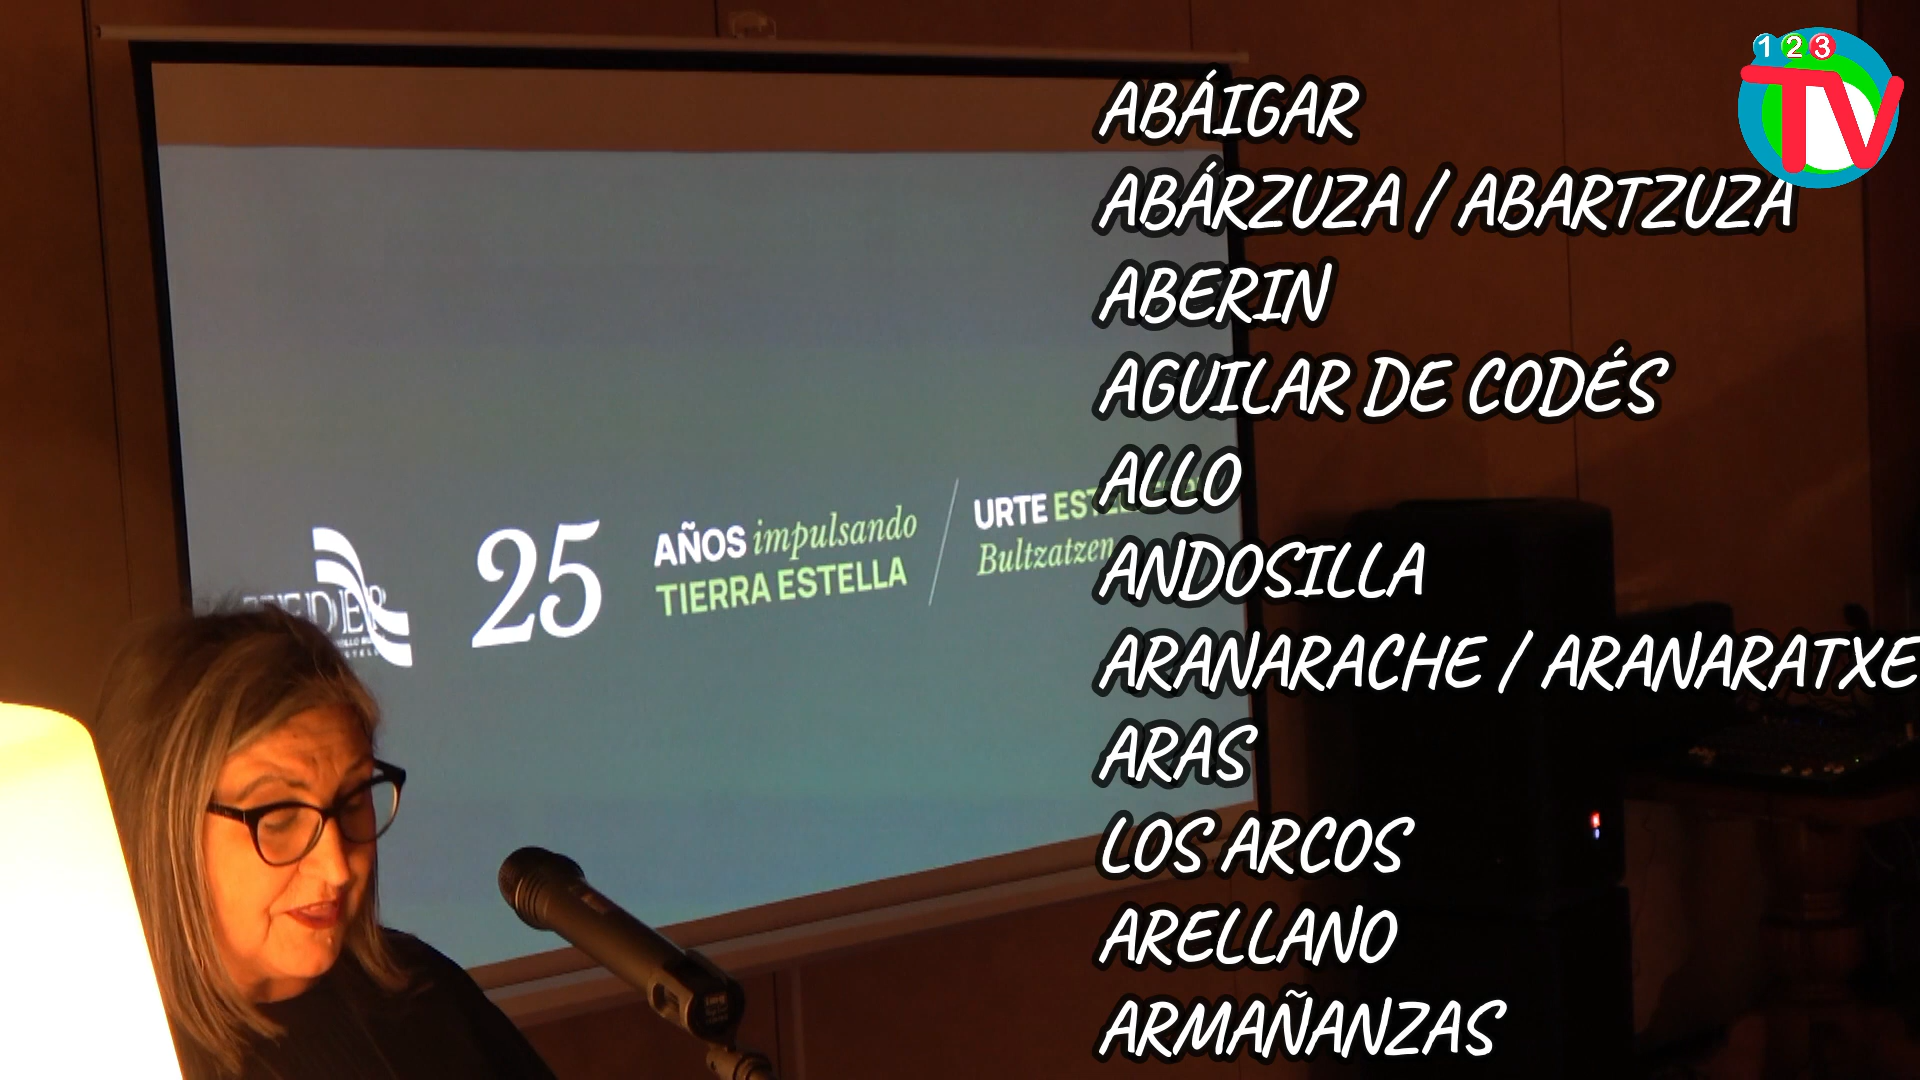 1 2 3
TV
ABÁIGAR
ABÁRZUZA / ABARTZUZA
ABERIN
AGUILAR DE CODÉS
ALLO
ANDOSILLA
ARANARACHE / ARANARATXE
ARAS
LOS ARCOS
ARELLANO
ARMAÑANZAS
25
AÑOS impulsando
TIERRA ESTELLA
/
URTE
Bultzatzen